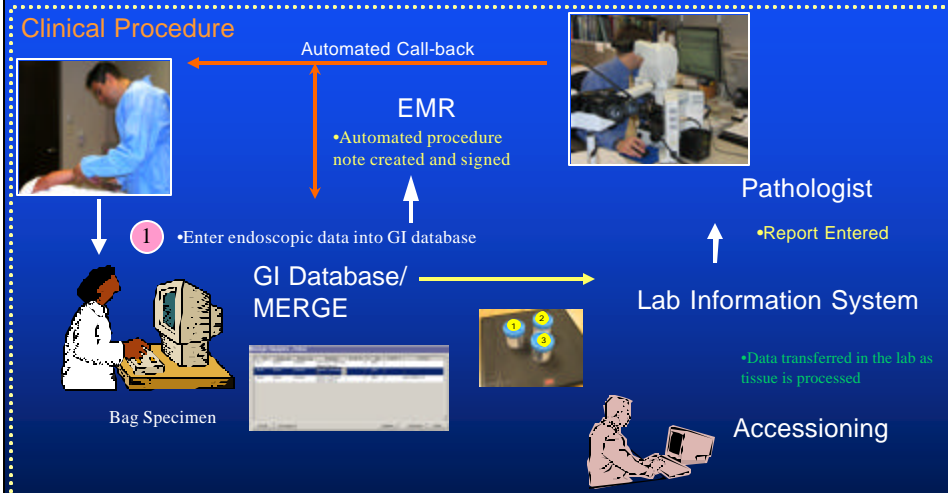 Clinical Procedure
Automated Call-back
EMR
•Automated procedure
note created and signed
Pathologist
•Report Entered
1
•Enter endoscopic data into GI database
GI Database/
MERGE
1
2
3
Lab Information System
•Data transferred in the lab as
tissue is processed
Bag Specimen
Accessioning